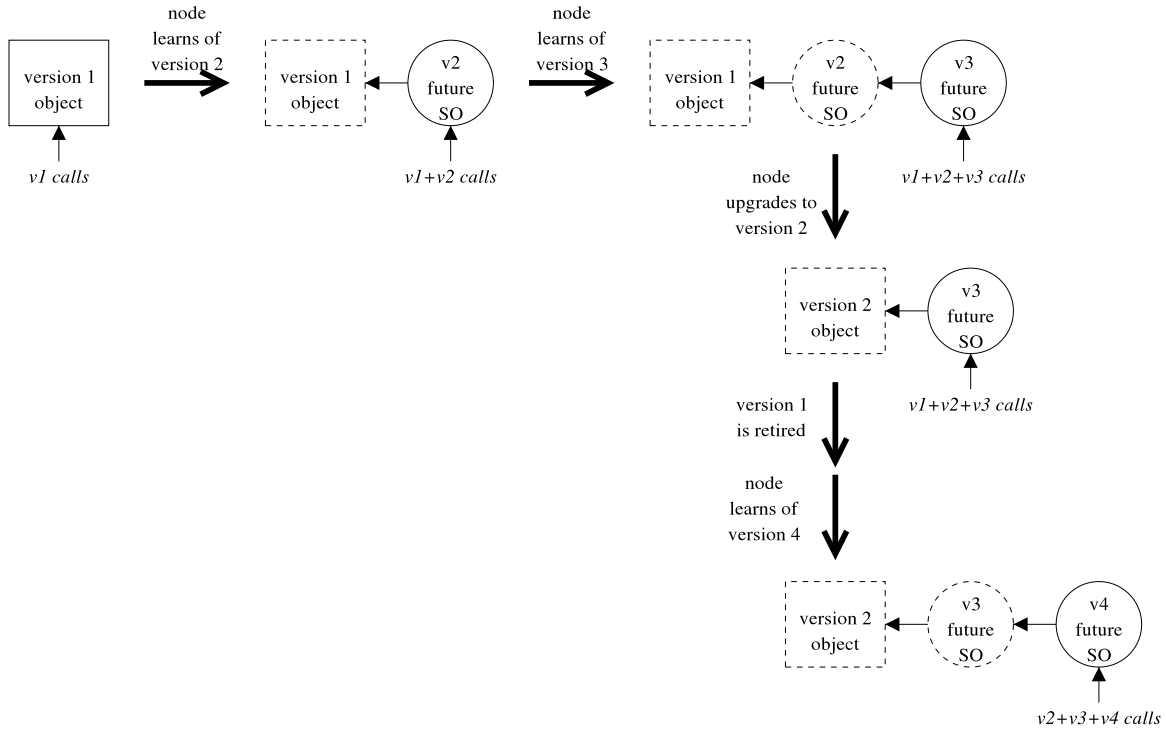 node
learns of
version 2
node
learns of
version 3
version 1
object
version 1
object
v2
future
SO
version 1
object
v2
future
SO
v3
future
SO
v1 calls
v1+v2 calls
v1+v2+v3 calls
node
upgrades to
version 2
version 2
object
v3
future
SO
v1+v2+v3 calls
version 1
is retired
node
learns of
version 4
version 2
object
v3
future
SO
v4
future
SO
v2+v3+v4 calls